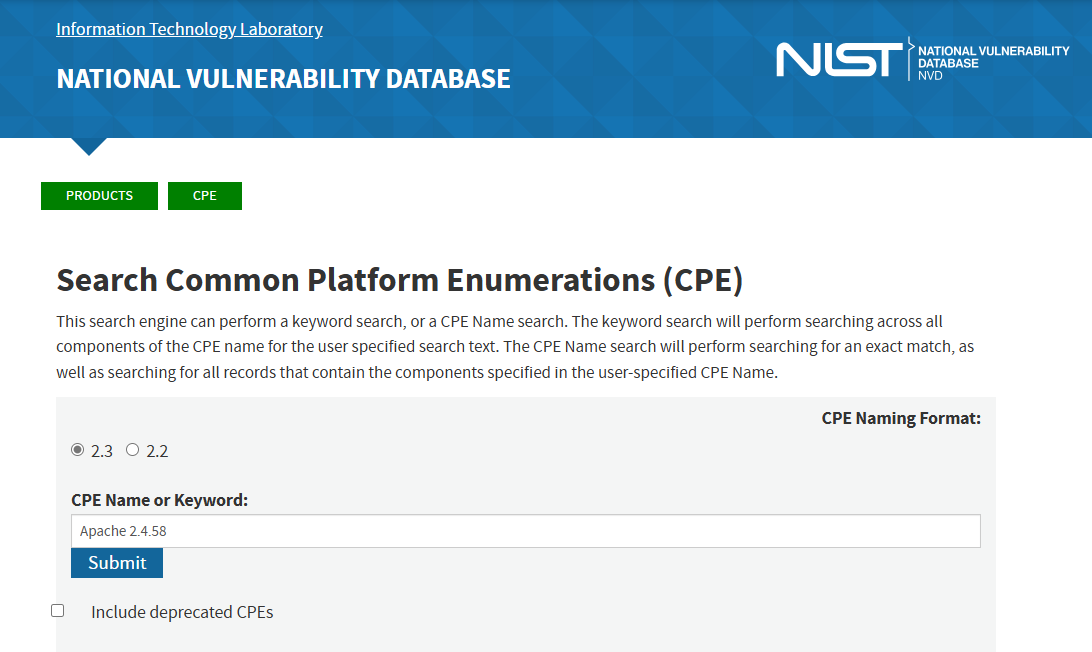 Information Technology Laboratory
NATIONAL VULNERABILITY DATABASE
NIST
NATIONAL VULNERABILITY
DATABASE
NVD
PRODUCTS
CPE
Search Common Platform Enumerations (CPE)
This search engine can perform a keyword search, or a CPE Name search. The keyword search will perform searching across all
components of the CPE name for the user specified search text. The CPE Name search will perform searching for an exact match, as
well as searching for all records that contain the components specified in the user-specified CPE Name.
CPE Naming Format:
2.3 2.2
CPE Name or Keyword:
Apache 2.4.58
Submit
Include deprecated CPEs